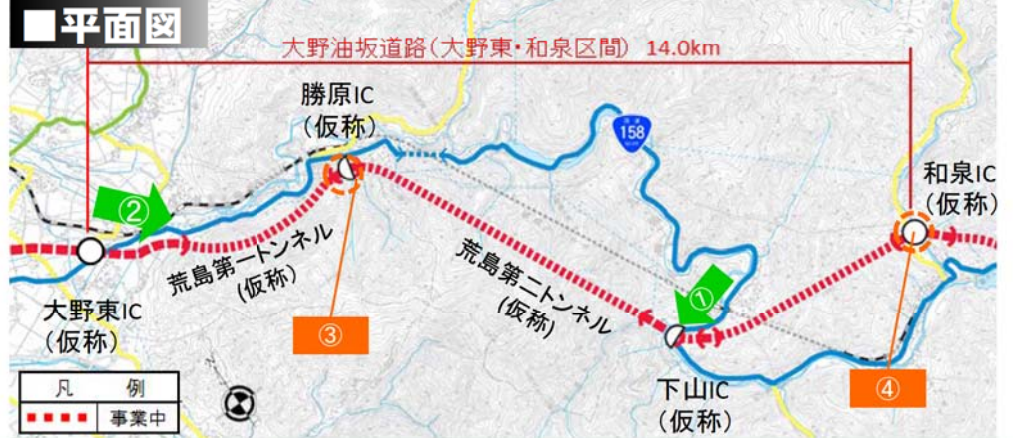 ■平面図
大野油坂道路(大野東・和泉区間) 14.0km
勝原IC
(仮称)
158
和泉IC
(仮称)
②
荒島第一トンネル
(仮称)
荒島第二トンネル
(仮称)
①
大野東IC
(仮称)
③
下山IC
(仮称)
④
凡 例
事業中